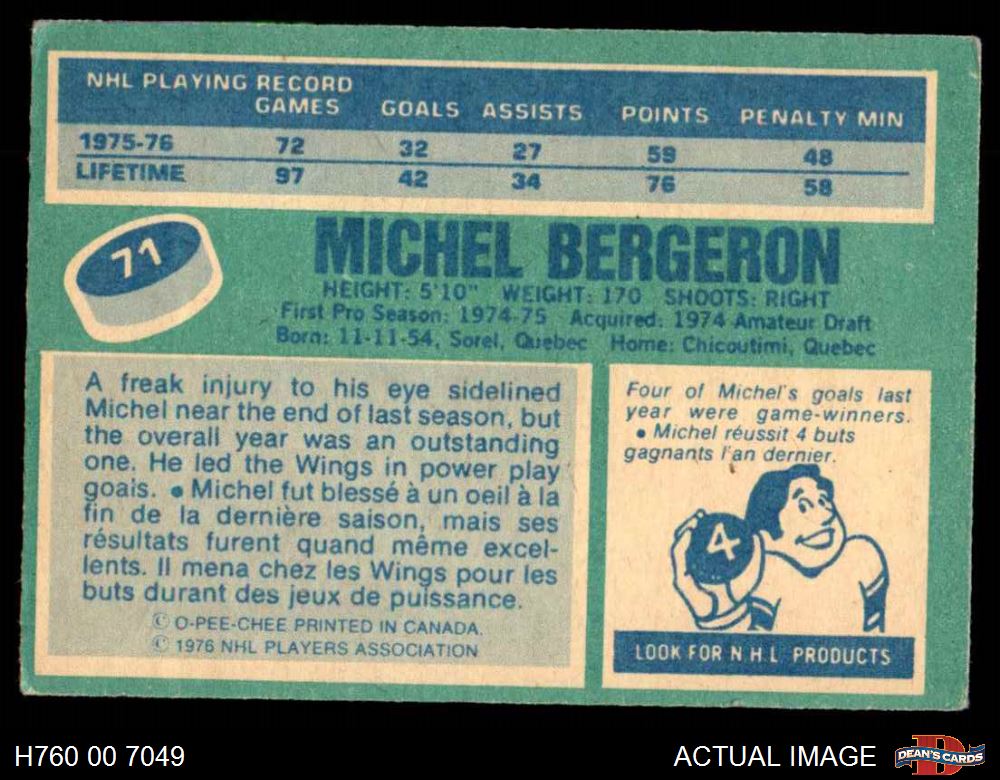 NHL PLAYING RECORD
GAMES GOALS ASSISTS POINTS PENALTY MIN
1975-76 72 32 27 59 48
LIFETIME 97 42 34 76 58
71
MICHEL BERGERON
HEIGHT: 5'10" WEIGHT: 170 SHOOTS: RIGHT
First Pro Season: 1974-75 Acquired: 1974 Amateur Draft
Born: 11-11-54, Sorel, Quebec Home: Chicoutimi, Quebec
A freak injury to his eye sidelined
Michel near the end of last season, but
the overall year was an outstanding
one. He led the Wings in power play
goals. • Michel fut blessé à un oeil à la
fin de la dernière saison, mais ses
résultats furent quand même excel-
lents. Il mena chez les Wings pour les
buts durant des jeux de puissance.
© O-PEE-CHEE PRINTED IN CANADA.
© 1976 NHL PLAYERS ASSOCIATION
Four of Michel's goals last
year were game-winners.
• Michel réussit 4 buts
gagnants l'an dernier.
4
LOOK FOR N H L PRODUCTS
H760 00 7049
ACTUAL IMAGE
D
DEAN'S CARDS